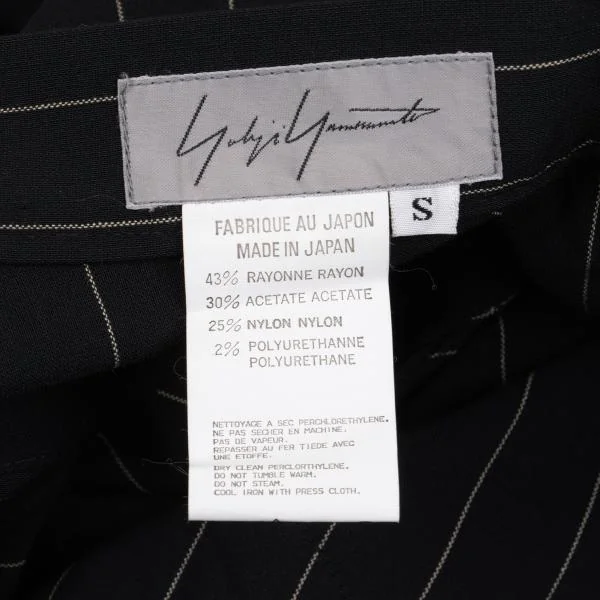 Yohji Yamamoto
S
FABRIQUE AU JAPON
MADE IN JAPAN
43% RAYONNE RAYON
30% ACETATE ACETATE
25% NYLON NYLON
2% POLYURETHANNE
POLYURETHANE
NETTOYAGE A SEC PERCHLORETHYLENE.
NE PAS SECHER EN MACHINE.
PAS DE VAPEUR.
REPASSER AU FER TIEDE AVEC
UNE ETOFFE.
DRY CLEAN PERCLORTHYLENE.
DO NOT TUMBLE WARM.
DO NOT STEAM.
COOL IRON WITH PRESS CLOTH.